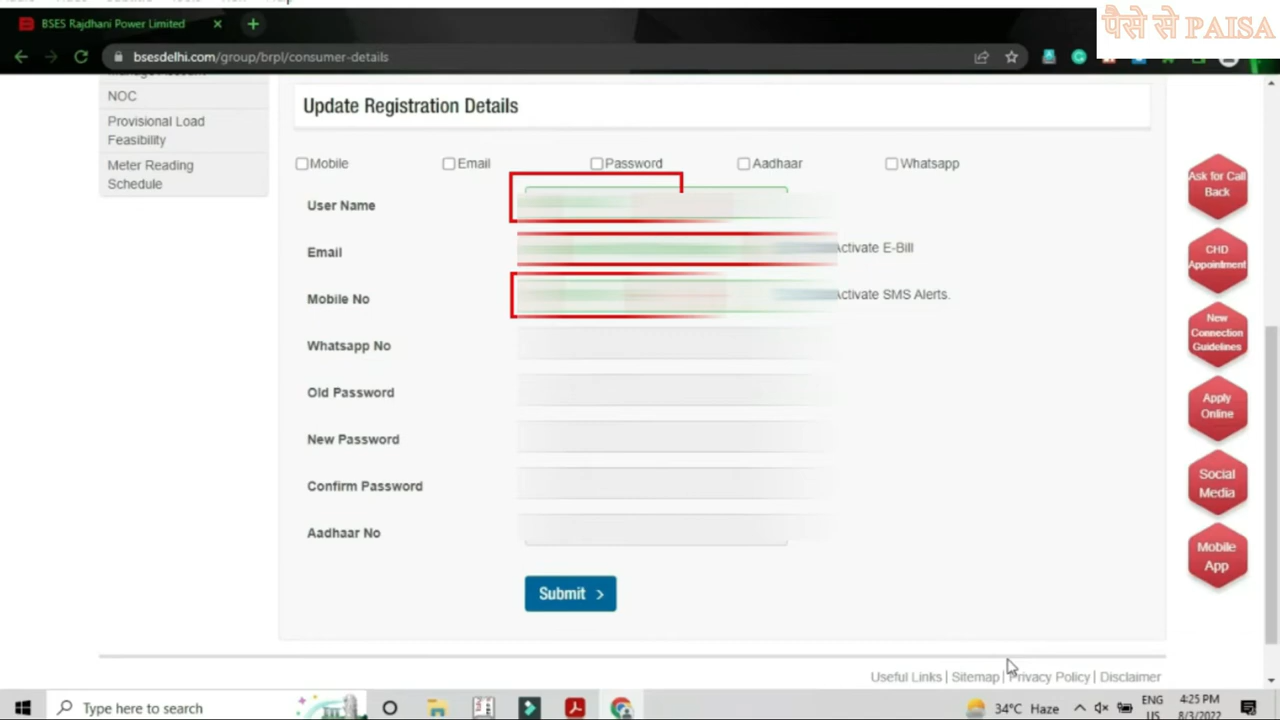 BSES Rajdhani Power Limited
पैसे से PAISA
bsesdelhi.com/group/brpl/consumer-details
NOC
Provisional Load
Feasibility
Meter Reading
Schedule
Update Registration Details
Mobile
Email
Password
Aadhaar
Whatsapp
User Name
Email
ctivate E-Bill
Mobile No
ctivate SMS Alerts.
Whatsapp No
Old Password
New Password
Confirm Password
Aadhaar No
Submit >
Ask for Call
Back
CHD
Appointment
New
Connection
Guidelines
Apply
Online
Social
Media
Mobile
App
Useful Links | Sitemap | Privacy Policy | Disclaimer
Type here to search
34°C Haze
ENG
US
4:25 PM
8/3/2022